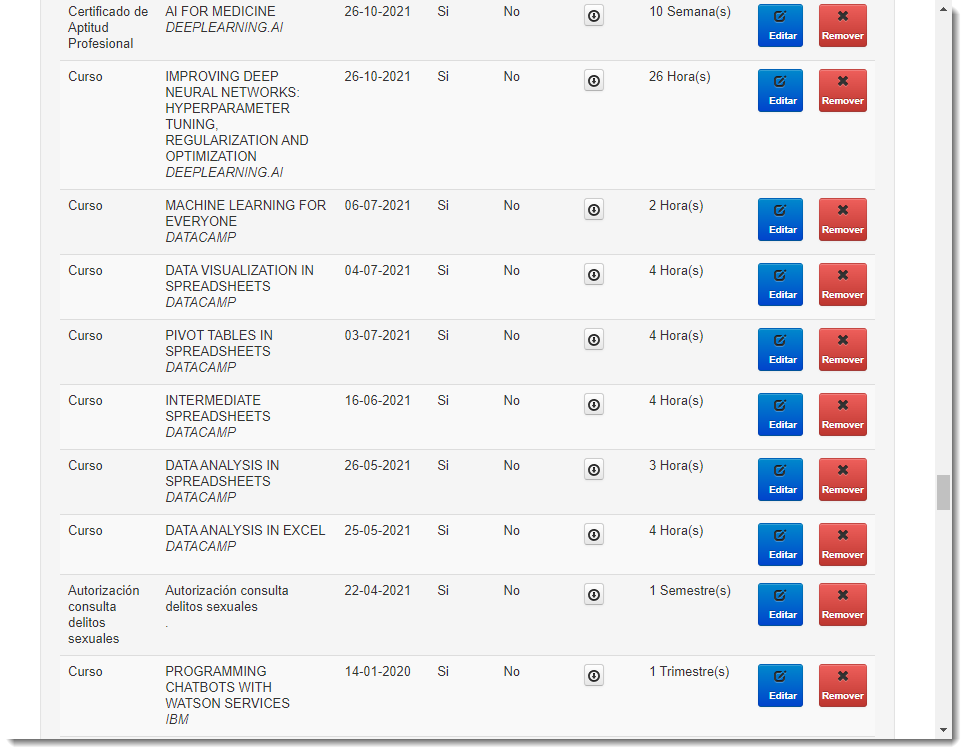 Certificado de Aptitud Profesional AI FOR MEDICINE DEEPLEARNING.AI 26-10-2021 Si No 10 Semana(s) Editar Remover
Curso IMPROVING DEEP NEURAL NETWORKS: HYPERPARAMETER TUNING, REGULARIZATION AND OPTIMIZATION DEEPLEARNING.AI 26-10-2021 Si No 26 Hora(s) Editar Remover
Curso MACHINE LEARNING FOR EVERYONE DATACAMP 06-07-2021 Si No 2 Hora(s) Editar Remover
Curso DATA VISUALIZATION IN SPREADSHEETS DATACAMP 04-07-2021 Si No 4 Hora(s) Editar Remover
Curso PIVOT TABLES IN SPREADSHEETS DATACAMP 03-07-2021 Si No 4 Hora(s) Editar Remover
Curso INTERMEDIATE SPREADSHEETS DATACAMP 16-06-2021 Si No 4 Hora(s) Editar Remover
Curso DATA ANALYSIS IN SPREADSHEETS DATACAMP 26-05-2021 Si No 3 Hora(s) Editar Remover
Curso DATA ANALYSIS IN EXCEL DATACAMP 25-05-2021 Si No 4 Hora(s) Editar Remover
Autorización consulta delitos sexuales Autorización consulta delitos sexuales . 22-04-2021 Si No 1 Semestre(s) Editar Remover
Curso PROGRAMMING CHATBOTS WITH WATSON SERVICES IBM 14-01-2020 Si No 1 Trimestre(s) Editar Remover